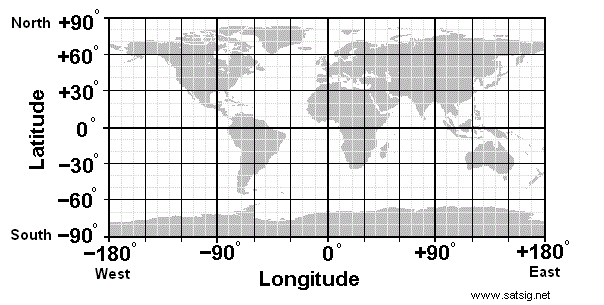 North +90°
+60°
+30°
Latitude
0°
−30°
−60°
South −90°
−180° −90° 0° +90° +180°
West Longitude East
www.satsig.net